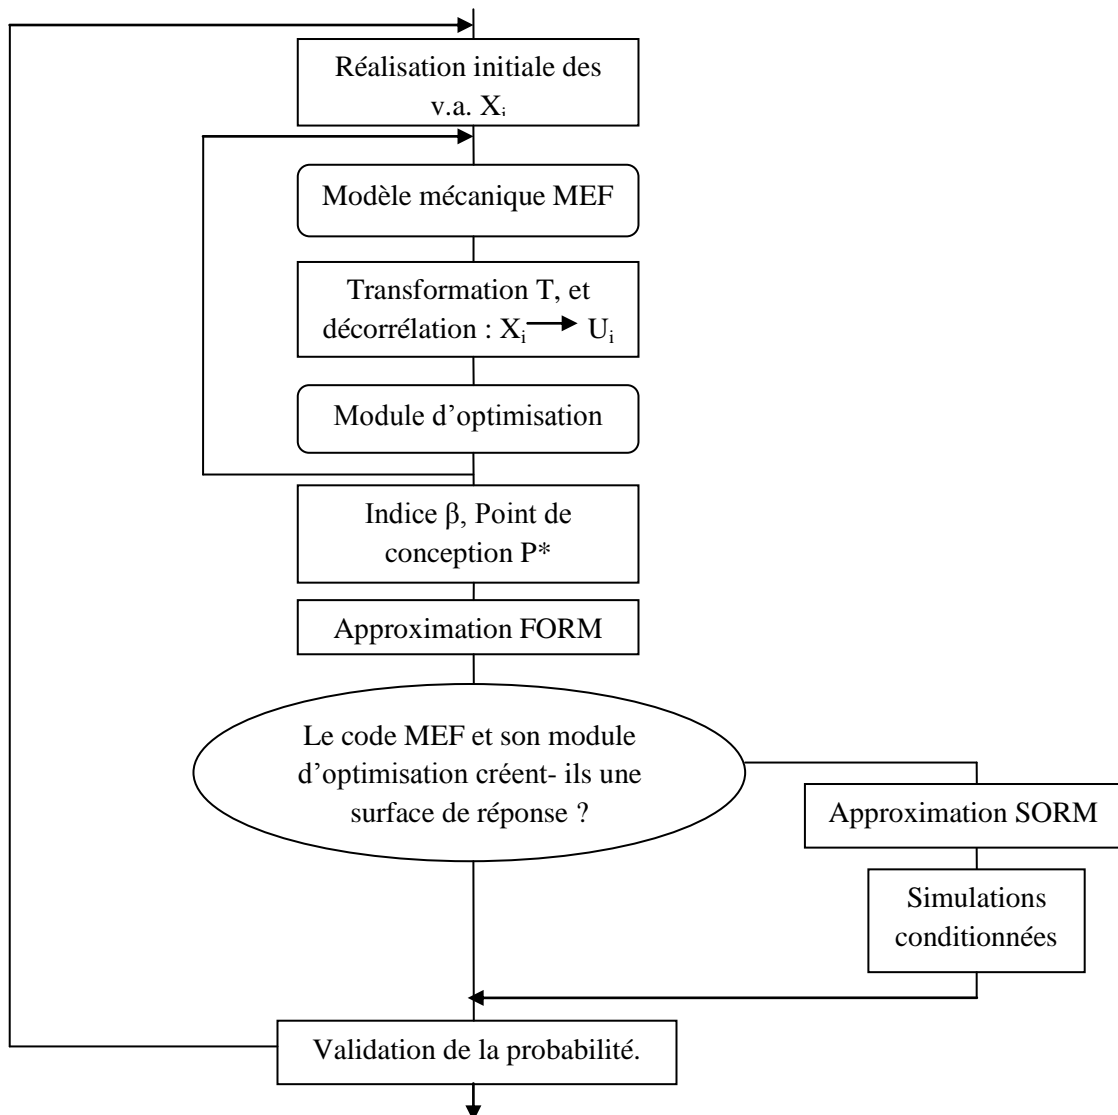 Réalisation initiale des
v.a. Xi
Modèle mécanique MEF
Transformation T, et
décorrélation : Xi → Ui
Module d’optimisation
Indice β, Point de
conception P*
Approximation FORM
Le code MEF et son module
d’optimisation créent- ils une
surface de réponse ?
Approximation SORM
Simulations
conditionnées
Validation de la probabilité.